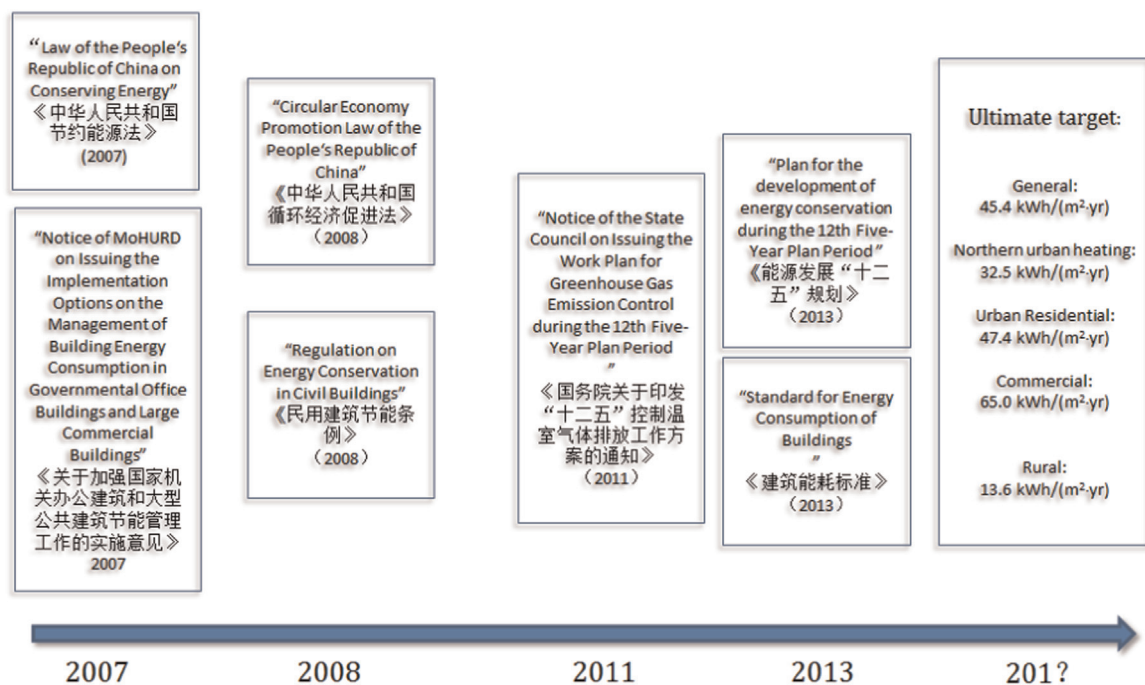 “Law of the People's
Republic of China on
Conserving Energy”
《中华人民共和国
节约能源法》
(2007)
“Notice of MoHURD
on Issuing the
Implementation
Options on the
Management of
Building Energy
Consumption in
Governmental Office
Buildings and Large
Commercial
Buildings”
《关于加强国家机
关办公建筑和大型
公共建筑节能管理
工作的实施意见》
2007
“Circular Economy
Promotion Law of the
People's Republic of
China”
《中华人民共和国
循环经济促进法》
（2008）
“Regulation on
Energy Conservation
in Civil Buildings”
《民用建筑节能条
例》
（2008）
“Notice of the State
Council on Issuing the
Work Plan for
Greenhouse Gas
Emission Control
during the 12th Five-
Year Plan Period
”
《国务院关于印发
“十二五”控制温
室气体排放工作方
案的通知》
（2011）
“Plan for the
development of
energy conservation
during the 12th Five-
Year Plan Period”
《能源发展“十二
五”规划》
（2013）
“Standard for Energy
Consumption of
Buildings
”
《建筑能耗标准》
（2013）
Ultimate target:
General:
45.4 kWh/(m²·yr)
Northern urban heating:
32.5 kWh/(m²·yr)
Urban Residential:
47.4 kWh/(m²·yr)
Commercial:
65.0 kWh/(m²·yr)
Rural:
13.6 kWh/(m²·yr)
2007
2008
2011
2013
201?